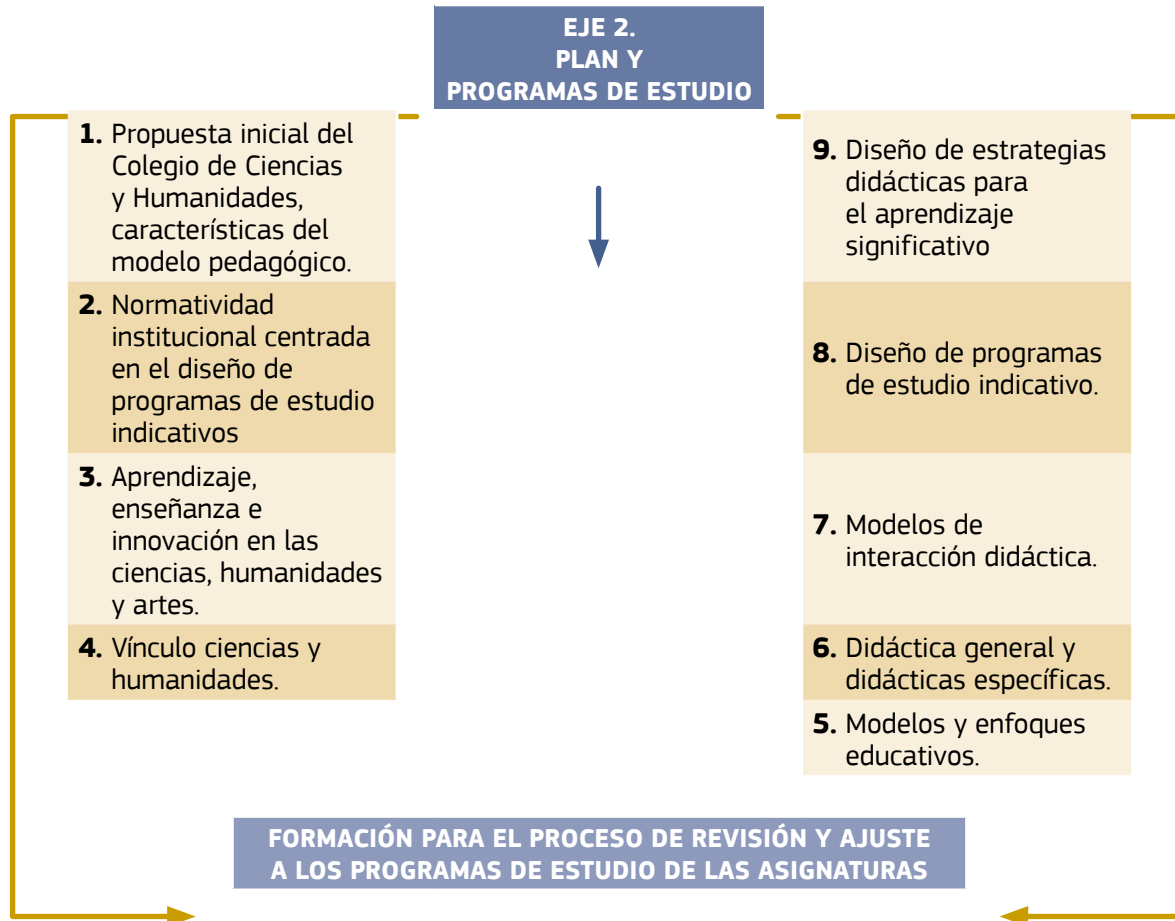 EJE 2.
PLAN Y
PROGRAMAS DE ESTUDIO
1. Propuesta inicial del
Colegio de Ciencias
y Humanidades,
características del
modelo pedagógico.
2. Normatividad
institucional centrada
en el diseño de
programas de estudio
indicativos
3. Aprendizaje,
enseñanza e
innovación en las
ciencias, humanidades
y artes.
4. Vínculo ciencias y
humanidades.
9. Diseño de estrategias
didácticas para
el aprendizaje
significativo
8. Diseño de programas
de estudio indicativo.
7. Modelos de
interacción didáctica.
6. Didáctica general y
didácticas específicas.
5. Modelos y enfoques
educativos.
FORMACIÓN PARA EL PROCESO DE REVISIÓN Y AJUSTE
A LOS PROGRAMAS DE ESTUDIO DE LAS ASIGNATURAS